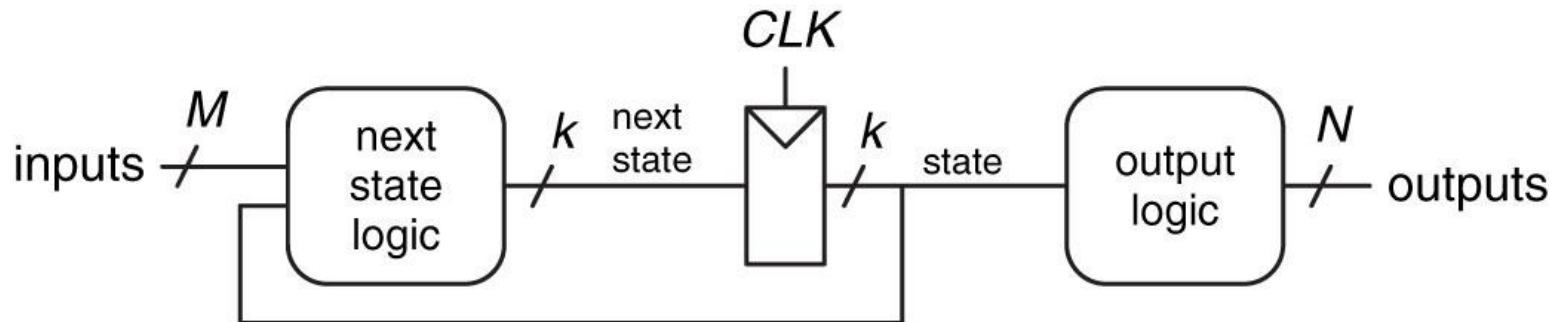 CLK
inputs
M
next
state
logic
k
next
state
k
state
output
logic
N
outputs